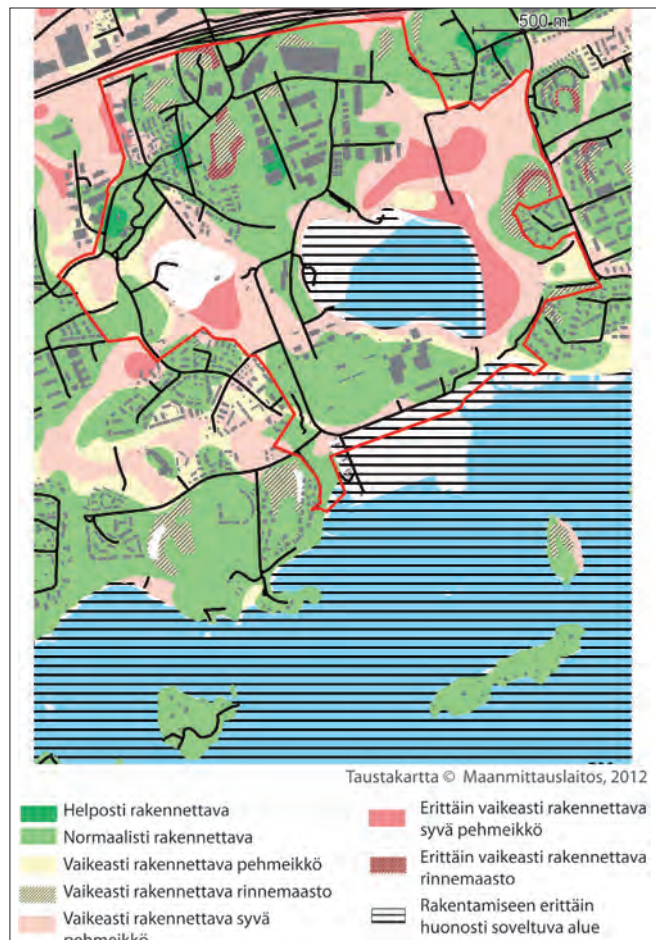 500 m
Taustakartta © Maanmittauslaitos, 2012
Helposti rakennettava
Normaalisti rakennettava
Vaikeasti rakennettava pehmeikkö
Vaikeasti rakennettava rinnemaasto
Vaikeasti rakennettava syvä
pehmeikkö
Erittäin vaikeasti rakennettava
syvä pehmeikkö
Erittäin vaikeasti rakennettava
rinnemaasto
Rakentamiseen erittäin
huonosti soveltuva alue